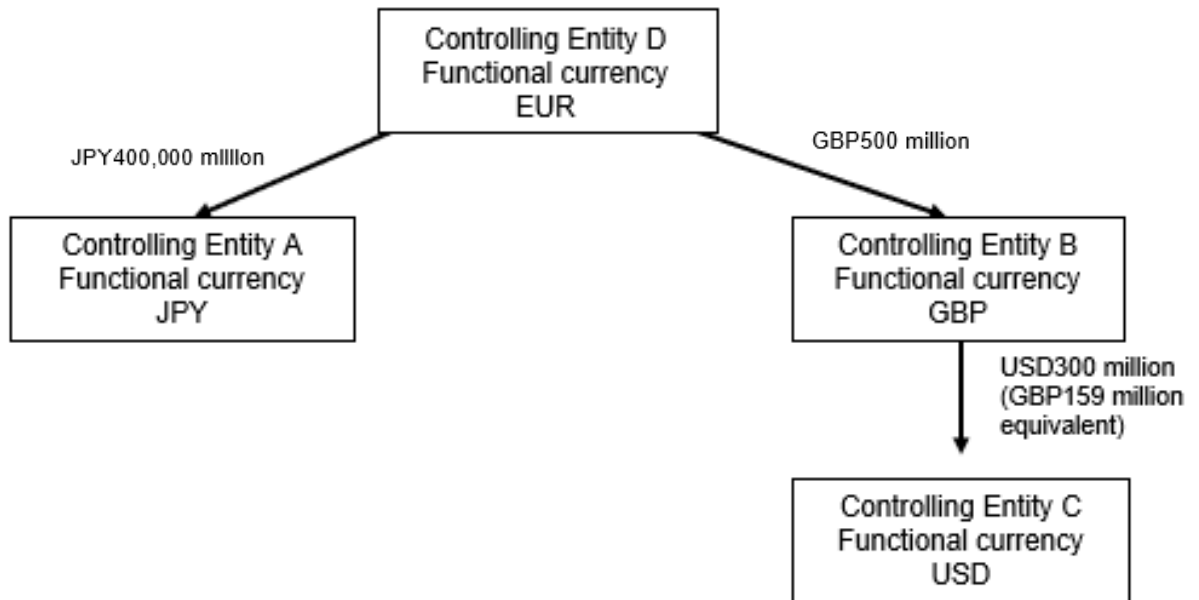 Controlling Entity D
Functional currency
EUR
JPY400,000 million
GBP500 million
Controlling Entity A
Functional currency
JPY
Controlling Entity B
Functional currency
GBP
USD300 million
(GBP159 million
equivalent)
Controlling Entity C
Functional currency
USD